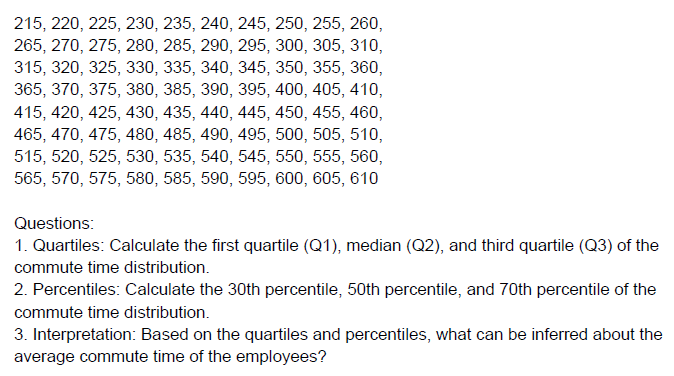 215, 220, 225, 230, 235, 240, 245, 250, 255, 260,
265, 270, 275, 280, 285, 290, 295, 300, 305, 310,
315, 320, 325, 330, 335, 340, 345, 350, 355, 360,
365, 370, 375, 380, 385, 390, 395, 400, 405, 410,
415, 420, 425, 430, 435, 440, 445, 450, 455, 460,
465, 470, 475, 480, 485, 490, 495, 500, 505, 510,
515, 520, 525, 530, 535, 540, 545, 550, 555, 560,
565, 570, 575, 580, 585, 590, 595, 600, 605, 610
Questions:
1. Quartiles: Calculate the first quartile (Q1), median (Q2), and third quartile (Q3) of the
commute time distribution.
2. Percentiles: Calculate the 30th percentile, 50th percentile, and 70th percentile of the
commute time distribution.
3. Interpretation: Based on the quartiles and percentiles, what can be inferred about the
average commute time of the employees?